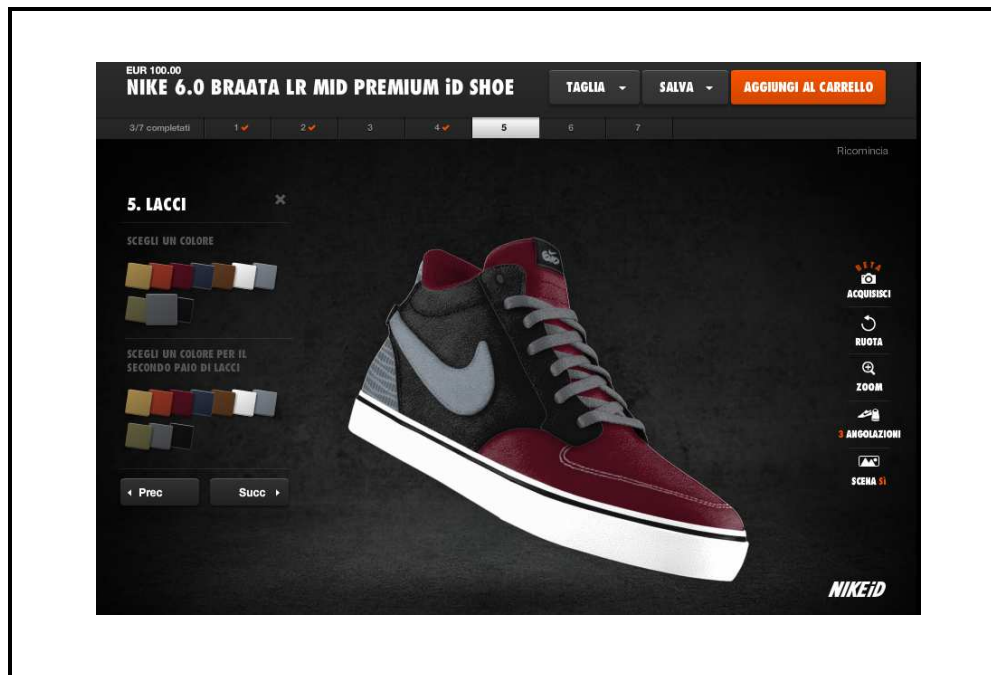 EUR 100.00
NIKE 6.0 BRAATA LR MID PREMIUM iD SHOE
TAGLIA
SALVA
AGGIUNGI AL CARRELLO
3/7 completati 1 2 3 4 5 6 7
Ricomincia
5. LACCI
SCEGLI UN COLORE
SCEGLI UN COLORE PER IL
SECONDO PAIO DI LACCI
Prec
Succ
BETA
ACQUISISCI
RUOTA
ZOOM
3 ANGOLAZIONI
SCENA SÌ
6.0
NIKEiD